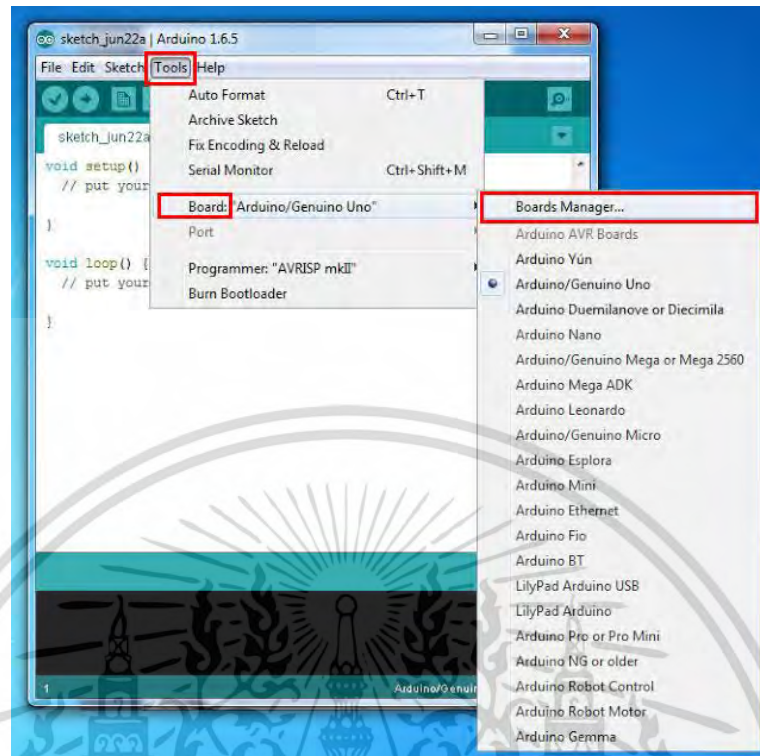 sketch_jun22a | Arduino 1.6.5
File Edit Sketch Tools Help
sketch_jun22a
void setup()
// put your
}
void loop() {
// put your
}
Auto Format Ctrl+T
Archive Sketch
Fix Encoding & Reload
Serial Monitor Ctrl+Shift+M
Board: "Arduino/Genuino Uno"
Port
Programmer: "AVRISP mkII"
Burn Bootloader
Boards Manager...
Arduino AVR Boards
Arduino Yún
Arduino/Genuino Uno
Arduino Duemilanove or Diecimila
Arduino Nano
Arduino/Genuino Mega or Mega 2560
Arduino Mega ADK
Arduino Leonardo
Arduino/Genuino Micro
Arduino Esplora
Arduino Mini
Arduino Ethernet
Arduino Fio
Arduino BT
LilyPad Arduino USB
LilyPad Arduino
Arduino Pro or Pro Mini
Arduino NG or older
Arduino Robot Control
Arduino Robot Motor
Arduino Gemma
1 Arduino/Genuin